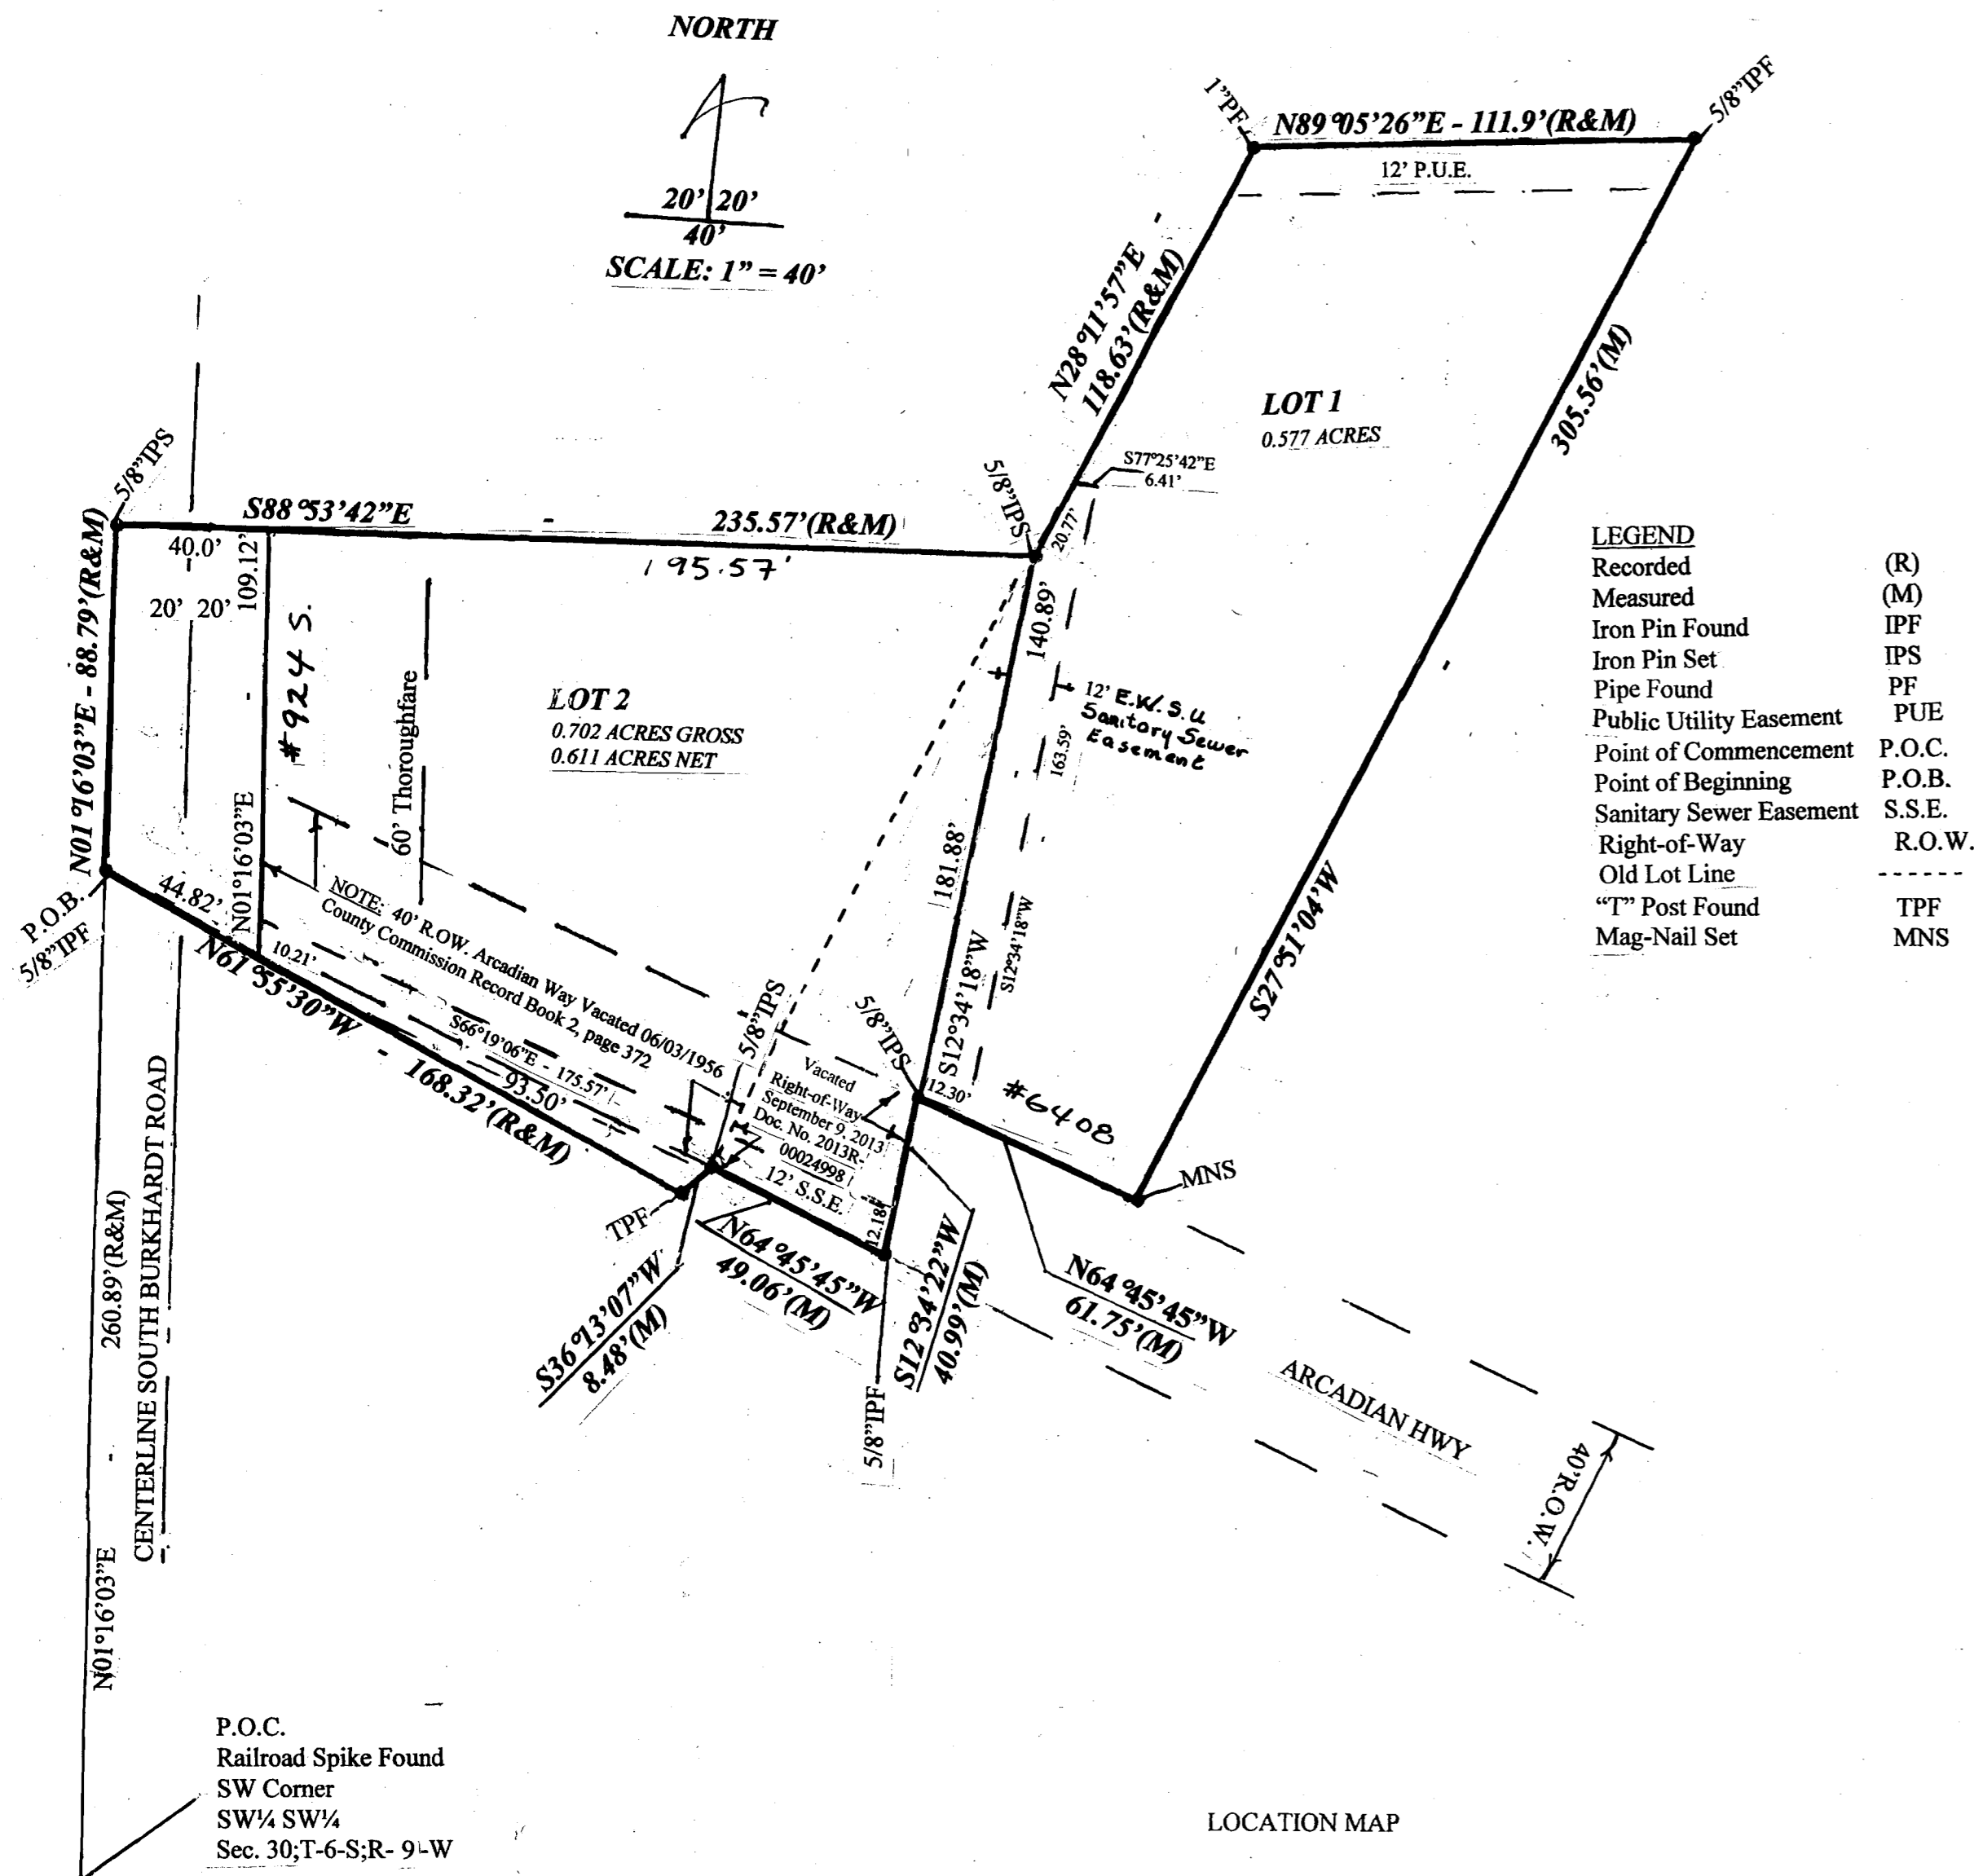 NORTH
20' 20'
40'
SCALE: 1" = 40'
1"PF
N89°05'26"E - 111.9'(R&M)
5/8"IPF
12' P.U.E.
N28°11'57"E -
118.63'(R&M)
305.56'(M)
LOT 1
0.577 ACRES
S77°25'42"E
6.41'
5/8"IPS
20.77'
5/8"IPS
S88°53'42"E - 235.57'(R&M)
40.0'
195.57'
N01°16'03"E - 88.79'(R&M)
20' 20'
109.12'
-
N01°16'03"E
#924 S.
60' Thoroughfare
LOT 2
0.702 ACRES GROSS
0.611 ACRES NET
140.89'
12' E.W.S.U.
Sanitary Sewer
Easement
163.59'
S12°34'18"W
181.88'
S12°34'18"W
S27°51'04'W
LEGEND
Recorded (R)
Measured (M)
Iron Pin Found IPF
Iron Pin Set IPS
Pipe Found PF
Public Utility Easement PUE
Point of Commencement P.O.C.
Point of Beginning P.O.B.
Sanitary Sewer Easement S.S.E.
Right-of-Way R.O.W.
Old Lot Line ------
"T" Post Found TPF
Mag-Nail Set MNS
P.O.B.
5/8"IPF
44.82'
10.21'
N61°55'30"W - 168.32'(R&M)
NOTE: 40' R.OW. Arcadian Way Vacated 06/03/1956
County Commission Record Book 2, page 372
S66°19'06"E - 175.57'
93.50'
5/8"IPS
5/8"IPS
Vacated
Right-of-Way
September 9, 2013
Doc. No. 2013R-
00024998
12' S.S.E.
12.18'
12.30'
#6408
MNS
TPF
S36°13'07"W
8.48'(M)
N64°45'45"W
49.06'(M)
5/8"IPF
S12°34'22"W
40.99'(M)
N64°45'45"W
61.75'(M)
ARCADIAN HWY
40'R.O.W.
CENTERLINE SOUTH BURKHARDT ROAD
N01°16'03"E - 260.89'(R&M)
P.O.C.
Railroad Spike Found
SW Corner
SW¼ SW¼
Sec. 30;T-6-S;R- 9-W
LOCATION MAP